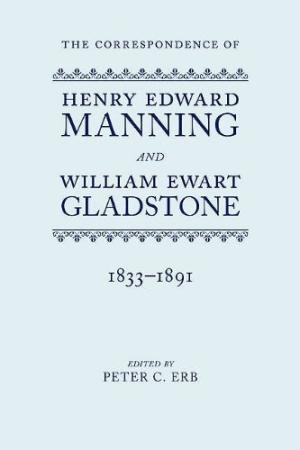 THE CORRESPONDENCE OF
HENRY EDWARD
MANNING
AND
WILLIAM EWART
GLADSTONE
1833–1891
EDITED BY
PETER C. ERB